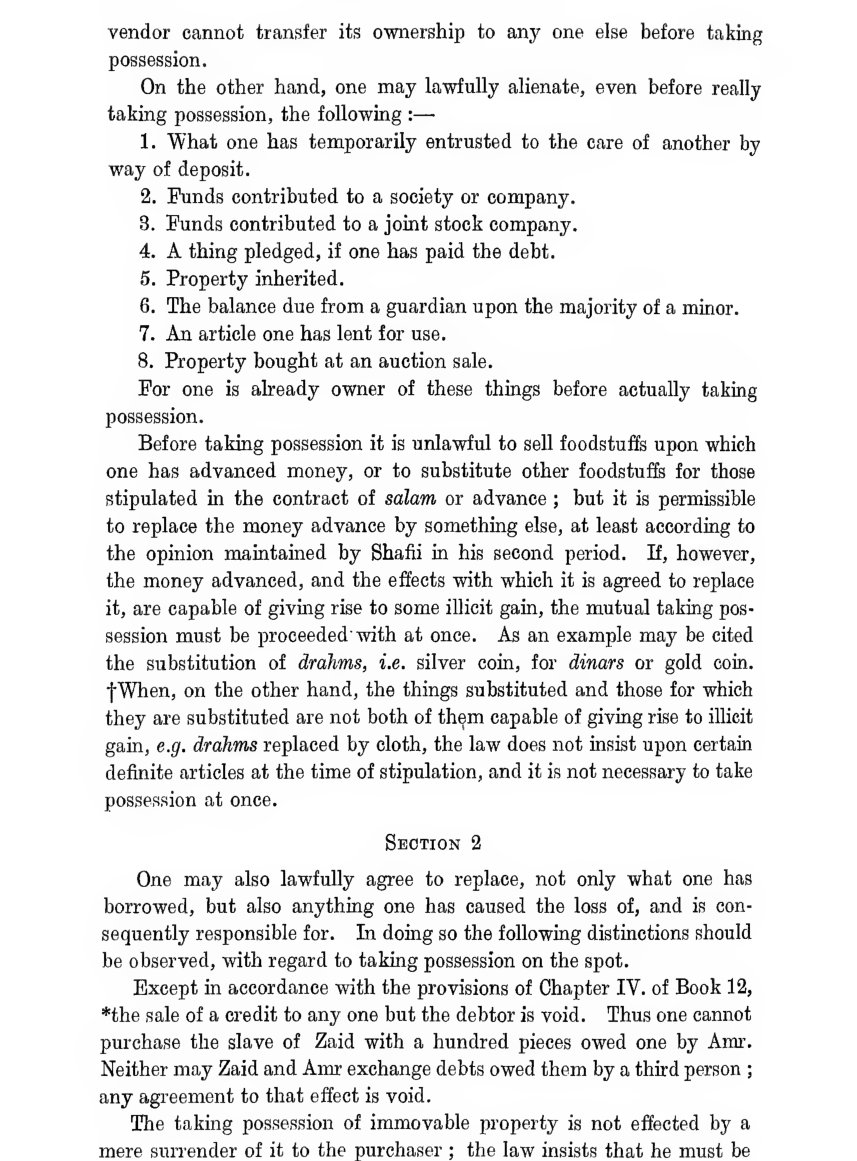 vendor cannot transfer its ownership to any one else before taking
possession.
On the other hand, one may lawfully alienate, even before really
taking possession, the following :—
1. What one has temporarily entrusted to the care of another by
way of deposit.
2. Funds contributed to a society or company.
3. Funds contributed to a joint stock company.
4. A thing pledged, if one has paid the debt.
5. Property inherited.
6. The balance due from a guardian upon the majority of a minor.
7. An article one has lent for use.
8. Property bought at an auction sale.
For one is already owner of these things before actually taking
possession.
Before taking possession it is unlawful to sell foodstuffs upon which
one has advanced money, or to substitute other foodstuffs for those
stipulated in the contract of salam or advance ; but it is permissible
to replace the money advance by something else, at least according to
the opinion maintained by Shafii in his second period. If, however,
the money advanced, and the effects with which it is agreed to replace
it, are capable of giving rise to some illicit gain, the mutual taking pos-
session must be proceeded with at once. As an example may be cited
the substitution of drahms, i.e. silver coin, for dinars or gold coin.
†When, on the other hand, the things substituted and those for which
they are substituted are not both of them capable of giving rise to illicit
gain, e.g. drahms replaced by cloth, the law does not insist upon certain
definite articles at the time of stipulation, and it is not necessary to take
possession at once.
SECTION 2
One may also lawfully agree to replace, not only what one has
borrowed, but also anything one has caused the loss of, and is con-
sequently responsible for. In doing so the following distinctions should
be observed, with regard to taking possession on the spot.
Except in accordance with the provisions of Chapter IV. of Book 12,
*the sale of a credit to any one but the debtor is void. Thus one cannot
purchase the slave of Zaid with a hundred pieces owed one by Amr.
Neither may Zaid and Amr exchange debts owed them by a third person ;
any agreement to that effect is void.
The taking possession of immovable property is not effected by a
mere surrender of it to the purchaser ; the law insists that he must be